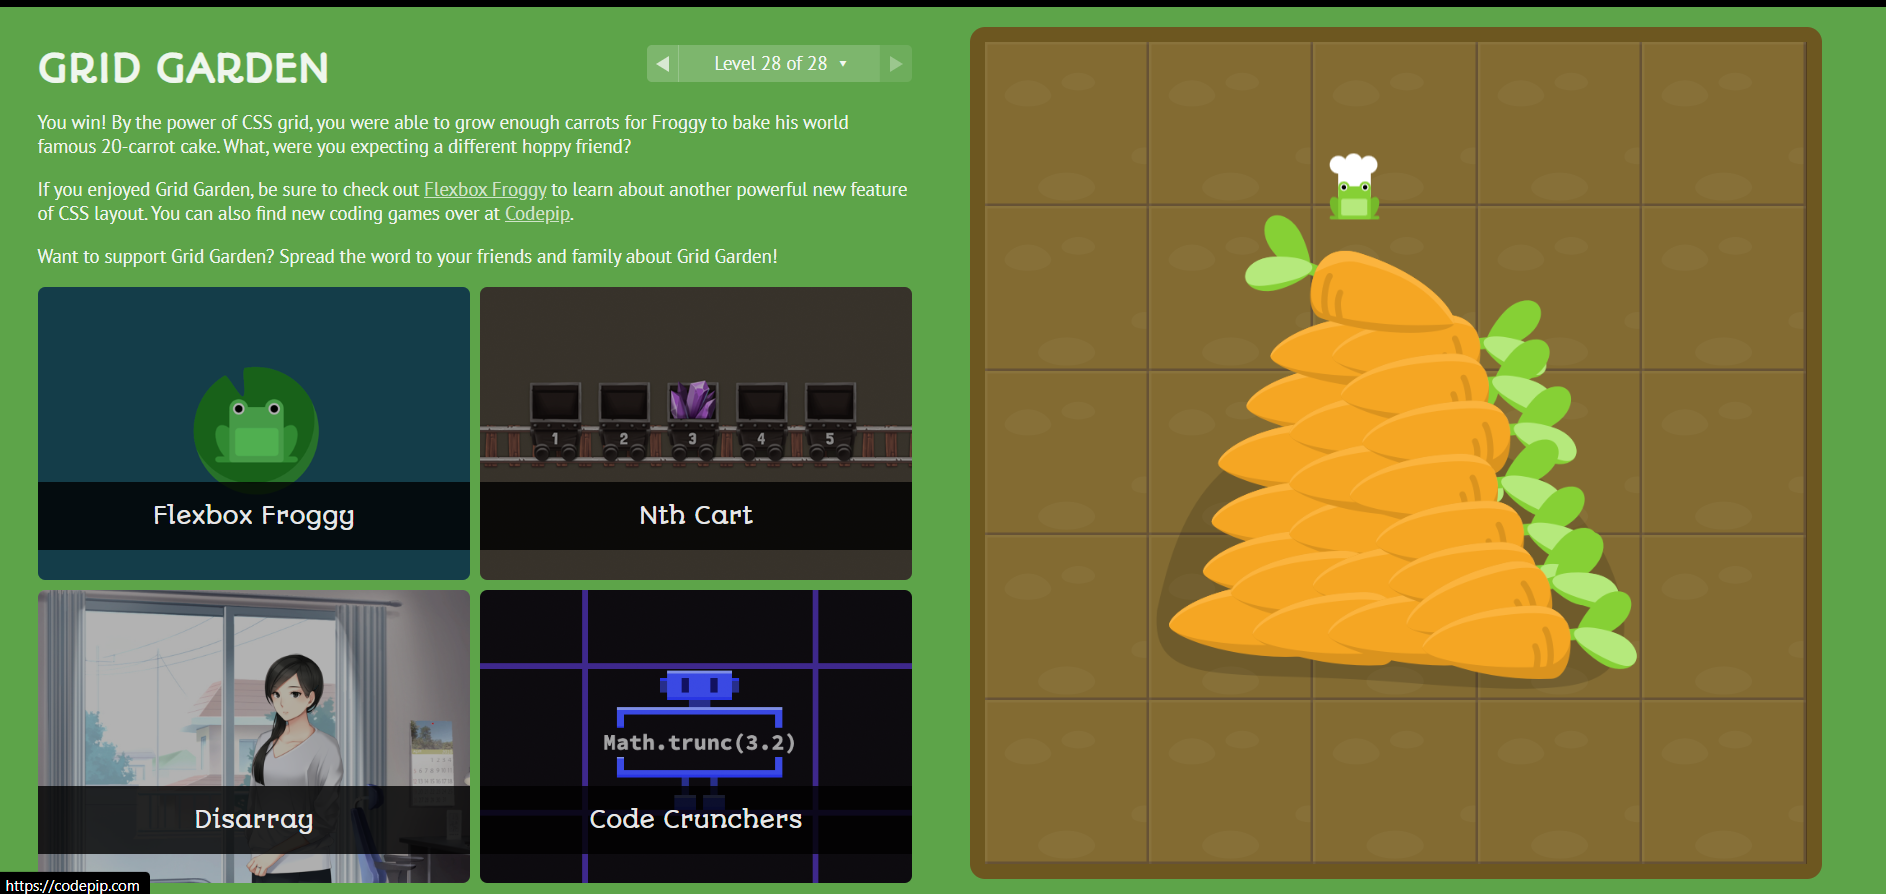 GRID GARDEN
◀ Level 28 of 28 ▼ ▶
You win! By the power of CSS grid, you were able to grow enough carrots for Froggy to bake his world
famous 20-carrot cake. What, were you expecting a different hoppy friend?
If you enjoyed Grid Garden, be sure to check out Flexbox Froggy to learn about another powerful new feature
of CSS layout. You can also find new coding games over at Codepip.
Want to support Grid Garden? Spread the word to your friends and family about Grid Garden!
1 2 3 4 5
Flexbox Froggy
Nth Cart
Math.trunc(3.2)
Disarray
Code Crunchers
https://codepip.com